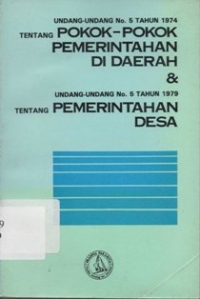 UNDANG-UNDANG No. 5 TAHUN 1974
TENTANG POKOK-POKOK
PEMERINTAHAN
DI DAERAH
&
UNDANG-UNDANG No. 5 TAHUN 1979
TENTANG PEMERINTAHAN
DESA
9